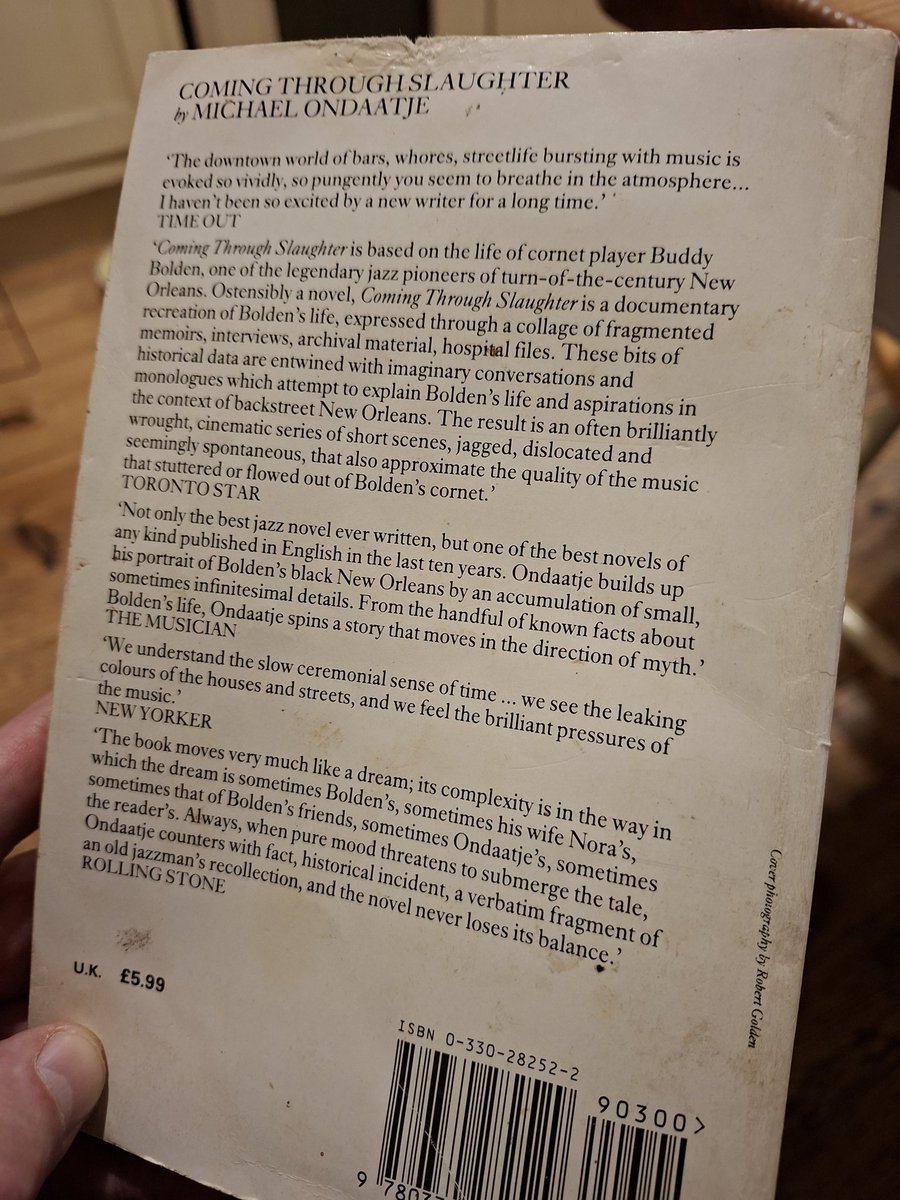 COMING THROUGH SLAUGHTER
by MICHAEL ONDAATJE
‘The downtown world of bars, whores, streetlife bursting with music is
evoked so vividly, so pungently you seem to breathe in the atmosphere...
I haven’t been so excited by a new writer for a long time.’
TIME OUT
‘Coming Through Slaughter is based on the life of cornet player Buddy
Bolden, one of the legendary jazz pioneers of turn-of-the-century New
Orleans. Ostensibly a novel, Coming Through Slaughter is a documentary
recreation of Bolden’s life, expressed through a collage of fragmented
memoirs, interviews, archival material, hospital files. These bits of
historical data are entwined with imaginary conversations and
monologues which attempt to explain Bolden’s life and aspirations in
the context of backstreet New Orleans. The result is an often brilliantly
wrought, cinematic series of short scenes, jagged, dislocated and
seemingly spontaneous, that also approximate the quality of the music
that stuttered or flowed out of Bolden’s cornet.’
TORONTO STAR
‘Not only the best jazz novel ever written, but one of the best novels of
any kind published in English in the last ten years. Ondaatje builds up
his portrait of Bolden’s black New Orleans by an accumulation of small,
sometimes infinitesimal details. From the handful of known facts about
Bolden’s life, Ondaatje spins a story that moves in the direction of myth.’
THE MUSICIAN
‘We understand the slow ceremonial sense of time ... we see the leaking
colours of the houses and streets, and we feel the brilliant pressures of
the music.’
NEW YORKER
‘The book moves very much like a dream; its complexity is in the way in
which the dream is sometimes Bolden’s, sometimes his wife Nora’s,
sometimes that of Bolden’s friends, sometimes Ondaatje’s, sometimes
the reader’s. Always, when pure mood threatens to submerge the tale,
Ondaatje counters with fact, historical incident, a verbatim fragment of
an old jazzman’s recollection, and the novel never loses its balance.’
ROLLING STONE
Cover photography by Robert Golden
U.K. £5.99
ISBN 0-330-28252-2
90300>